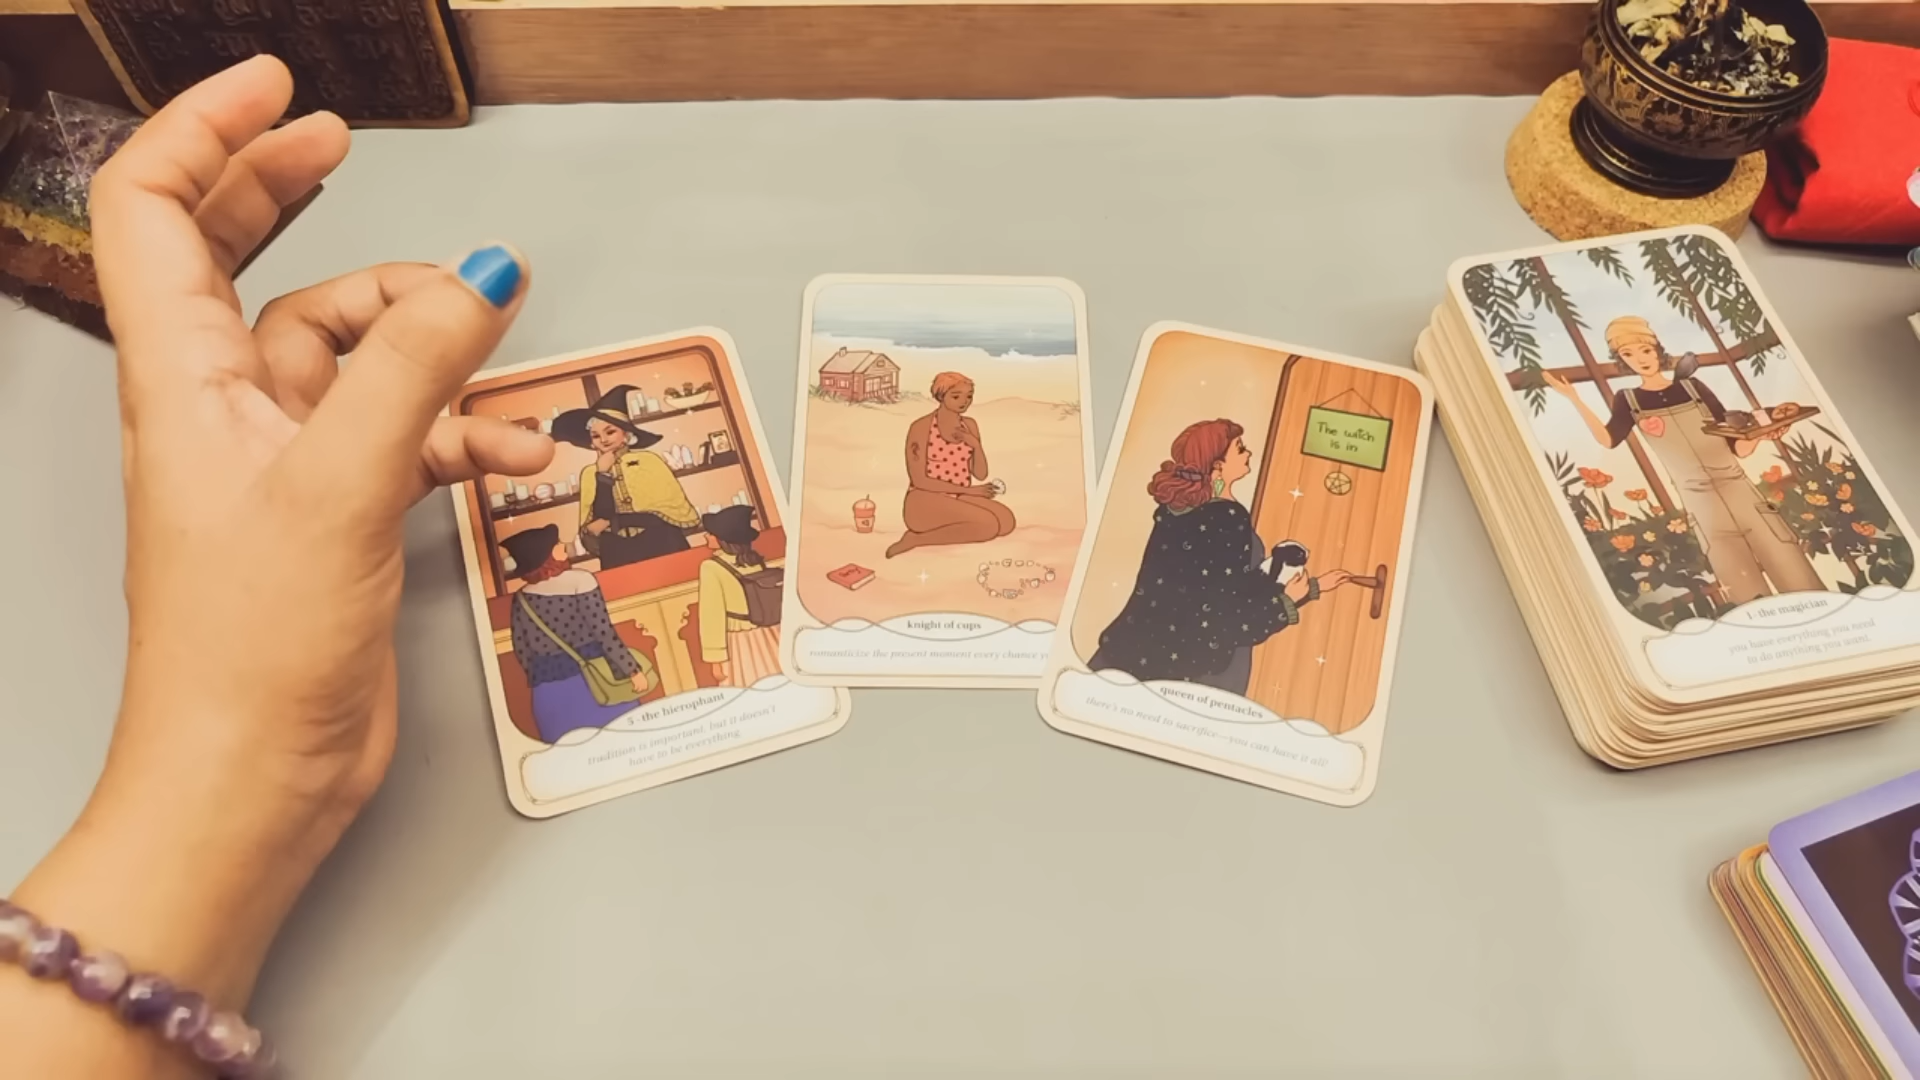 5 - the hierophant
tradition is important, but it doesn't
have to be everything.
knight of cups
romanticize the present moment every chance
The witch
is in
queen of pentacles
there's no need to sacrifice—you can have it all!
1 - the magician
you have everything you need
to do anything you want.